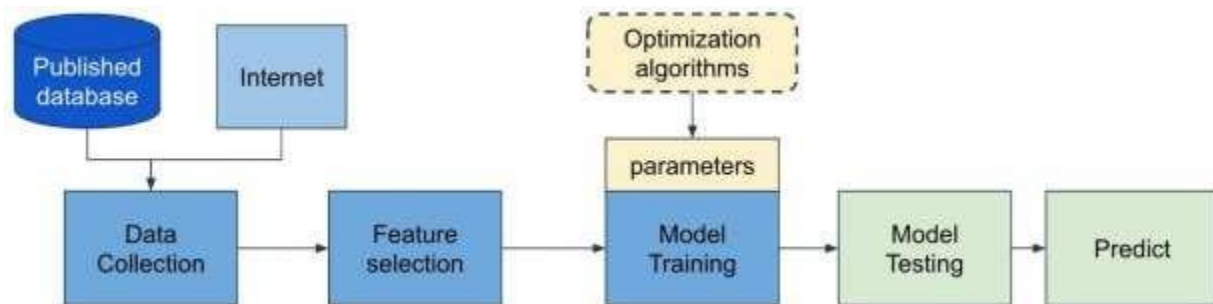 Published
database
Internet
Optimization
algorithms
parameters
Data
Collection
Feature
selection
Model
Training
Model
Testing
Predict